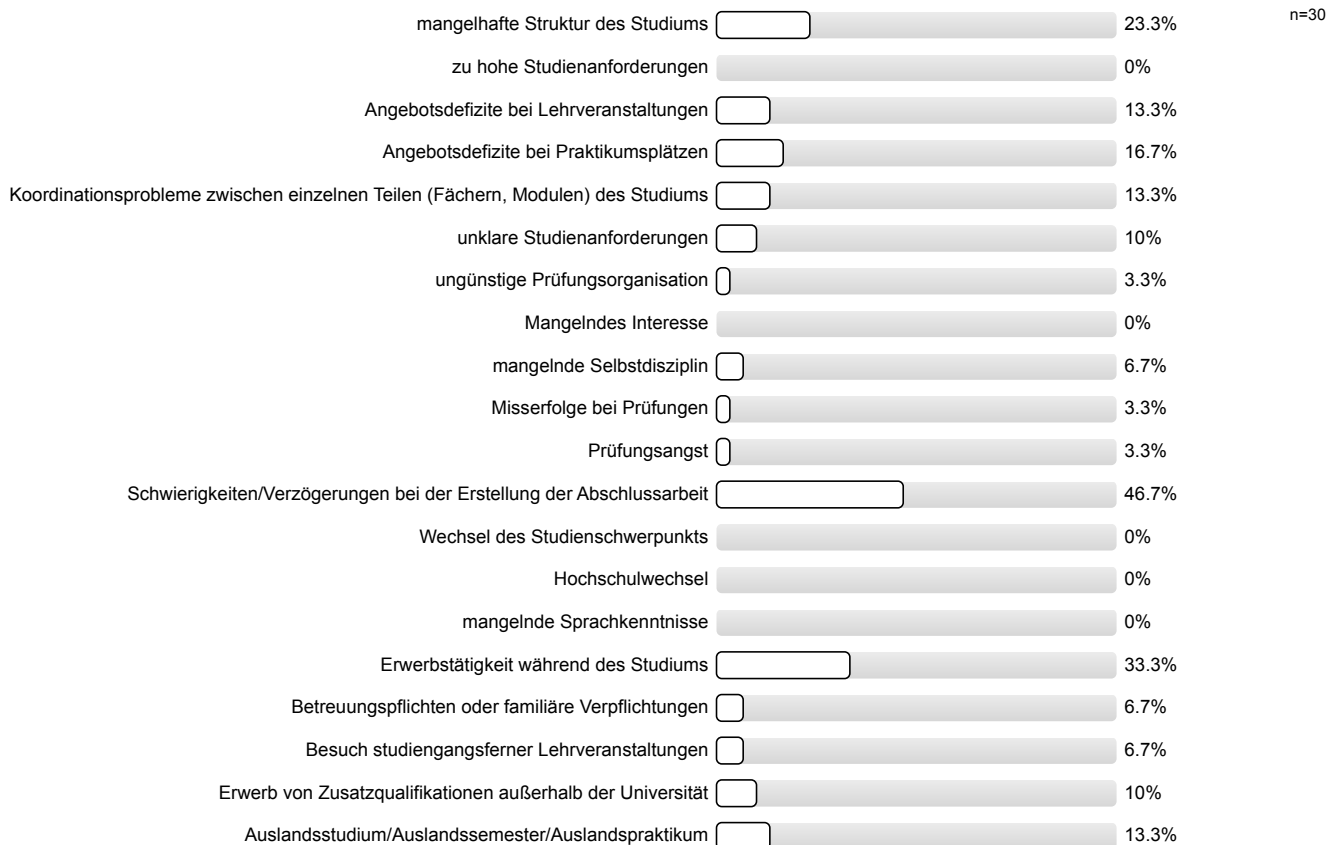 mangelhafte Struktur des Studiums 23.3% n=30
zu hohe Studienanforderungen 0%
Angebotsdefizite bei Lehrveranstaltungen 13.3%
Angebotsdefizite bei Praktikumsplätzen 16.7%
Koordinationsprobleme zwischen einzelnen Teilen (Fächern, Modulen) des Studiums 13.3%
unklare Studienanforderungen 10%
ungünstige Prüfungsorganisation 3.3%
Mangelndes Interesse 0%
mangelnde Selbstdisziplin 6.7%
Misserfolge bei Prüfungen 3.3%
Prüfungsangst 3.3%
Schwierigkeiten/Verzögerungen bei der Erstellung der Abschlussarbeit 46.7%
Wechsel des Studienschwerpunkts 0%
Hochschulwechsel 0%
mangelnde Sprachkenntnisse 0%
Erwerbstätigkeit während des Studiums 33.3%
Betreuungspflichten oder familiäre Verpflichtungen 6.7%
Besuch studiengangsferner Lehrveranstaltungen 6.7%
Erwerb von Zusatzqualifikationen außerhalb der Universität 10%
Auslandsstudium/Auslandssemester/Auslandspraktikum 13.3%